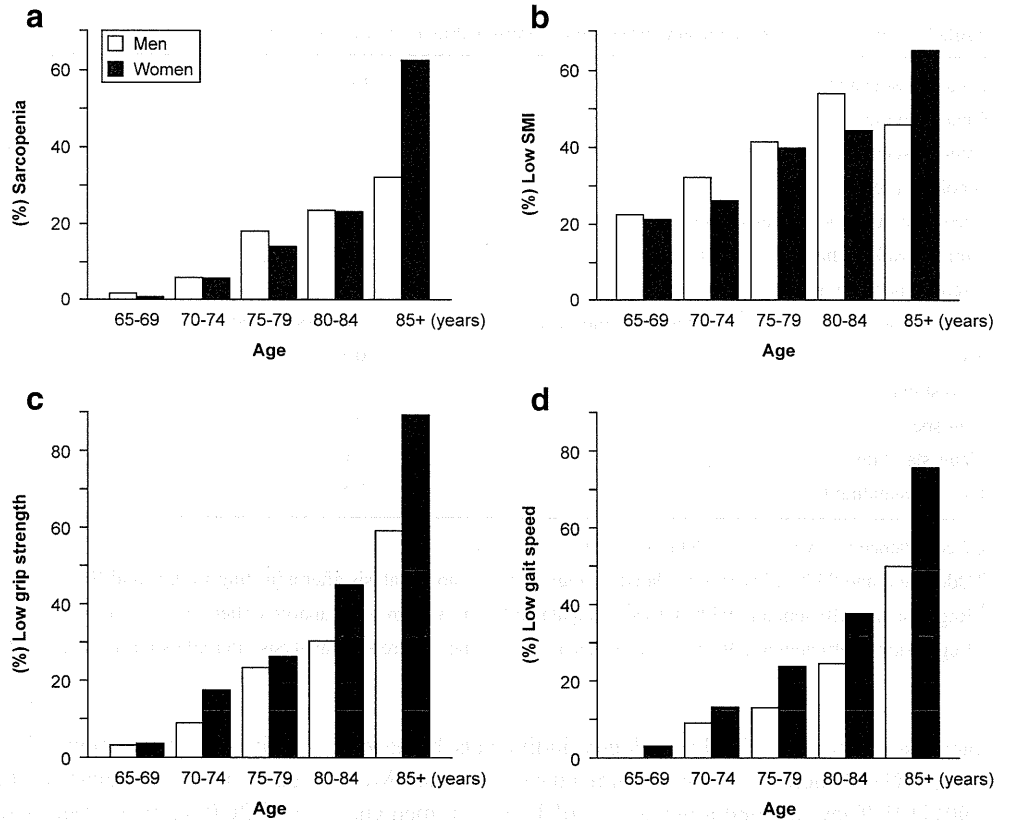 a
Men
Women
(%) Sarcopenia
60
40
20
0
65-69 70-74 75-79 80-84 85+ (years)
Age
b
(%) Low SMI
60
40
20
0
65-69 70-74 75-79 80-84 85+ (years)
Age
c
(%) Low grip strength
80
60
40
20
0
65-69 70-74 75-79 80-84 85+ (years)
Age
d
(%) Low gait speed
80
60
40
20
0
65-69 70-74 75-79 80-84 85+ (years)
Age